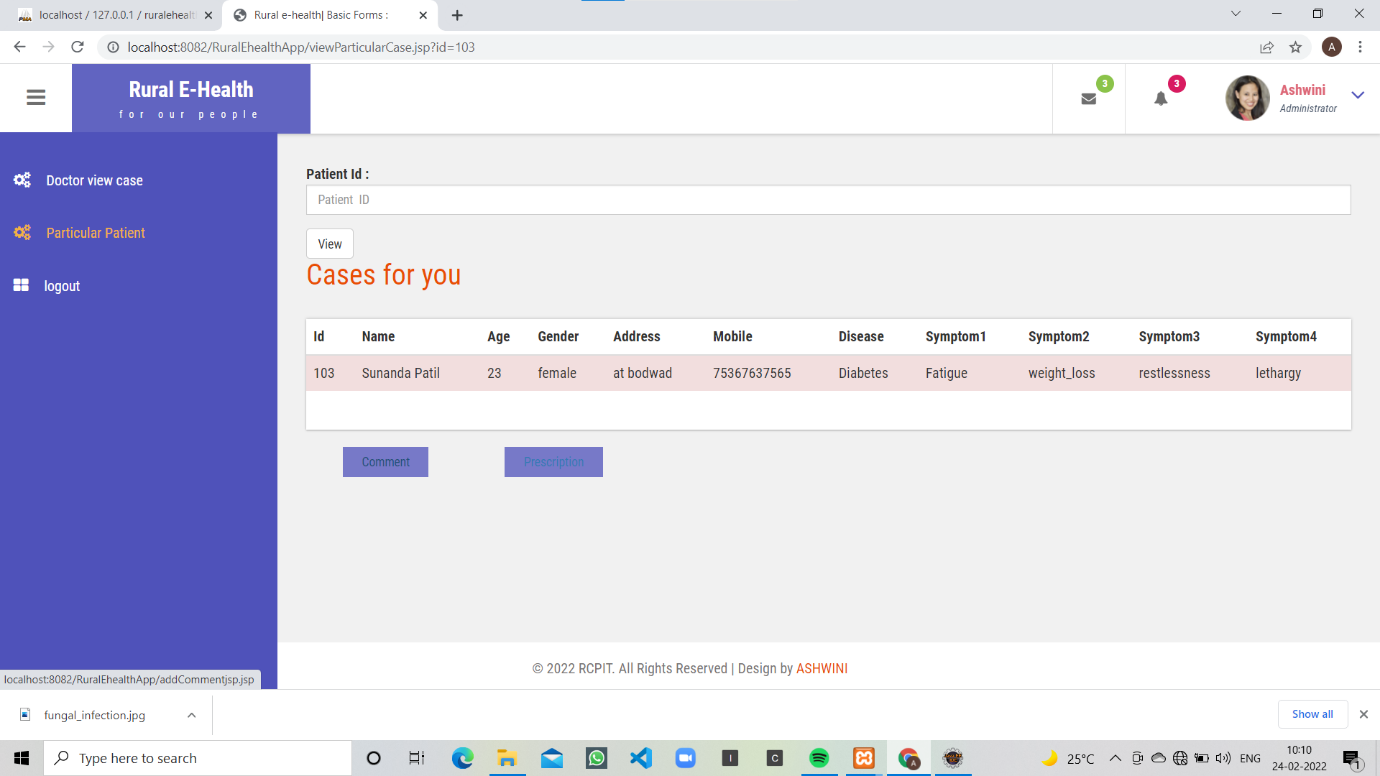 localhost / 127.0.0.1 / ruralehealt
Rural e-health| Basic Forms :
localhost:8082/RuralEhealthApp/viewParticularCase.jsp?id=103
A
Rural E-Health
for our people
3
3
Ashwini
Administrator
Doctor view case
Particular Patient
logout
Patient Id :
Patient ID
View
Cases for you
Id Name Age Gender Address Mobile Disease Symptom1 Symptom2 Symptom3 Symptom4
103 Sunanda Patil 23 female at bodwad 75367637565 Diabetes Fatigue weight_loss restlessness lethargy
Comment Prescription
© 2022 RCPIT. All Rights Reserved | Design by ASHWINI
localhost:8082/RuralEhealthApp/addCommentjsp.jsp
fungal_infection.jpg
Show all
Type here to search
I
C
A
25°C
ENG
10:10
24-02-2022
1